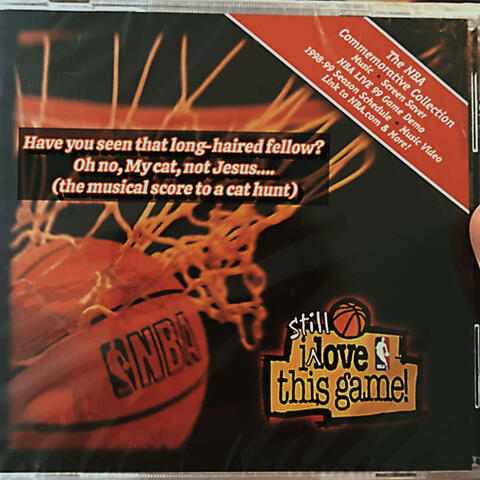 The NBA
Commemorative Collection
Music • Screen Saver
NBA LIVE 99 Game Demo
1998-99 Season Schedule • Music Video
Link to NBA.com & More!
Have you seen that long-haired fellow?
Oh no, My cat, not Jesus....
(the musical score to a cat hunt)
NBA
still
i love
this game!